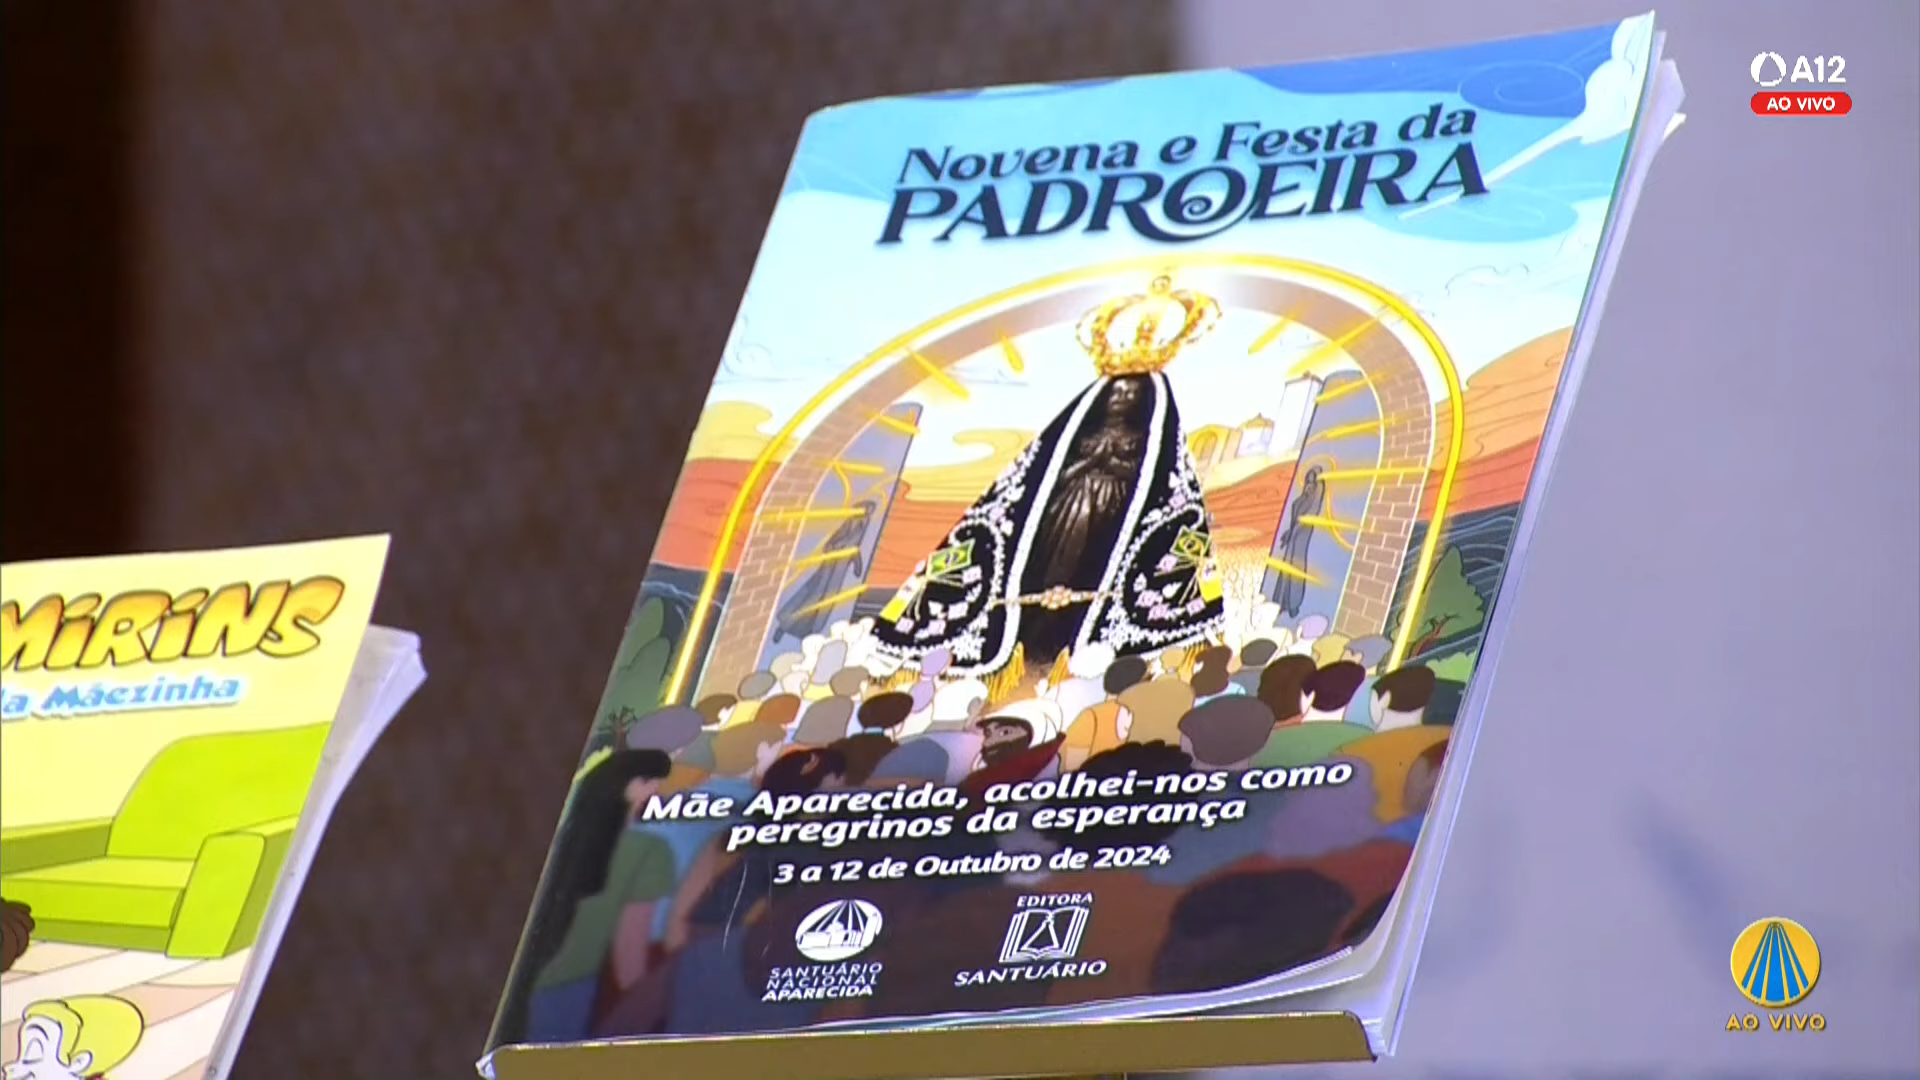 A12
AO VIVO
Novena e Festa da
PADROEIRA
MIRINS
da Mãezinha
Mãe Aparecida, acolhei-nos como
peregrinos da esperança
3 a 12 de Outubro de 2024
EDITORA
SANTUÁRIO
SANTUÁRIO
NACIONAL
APARECIDA
AO VIVO